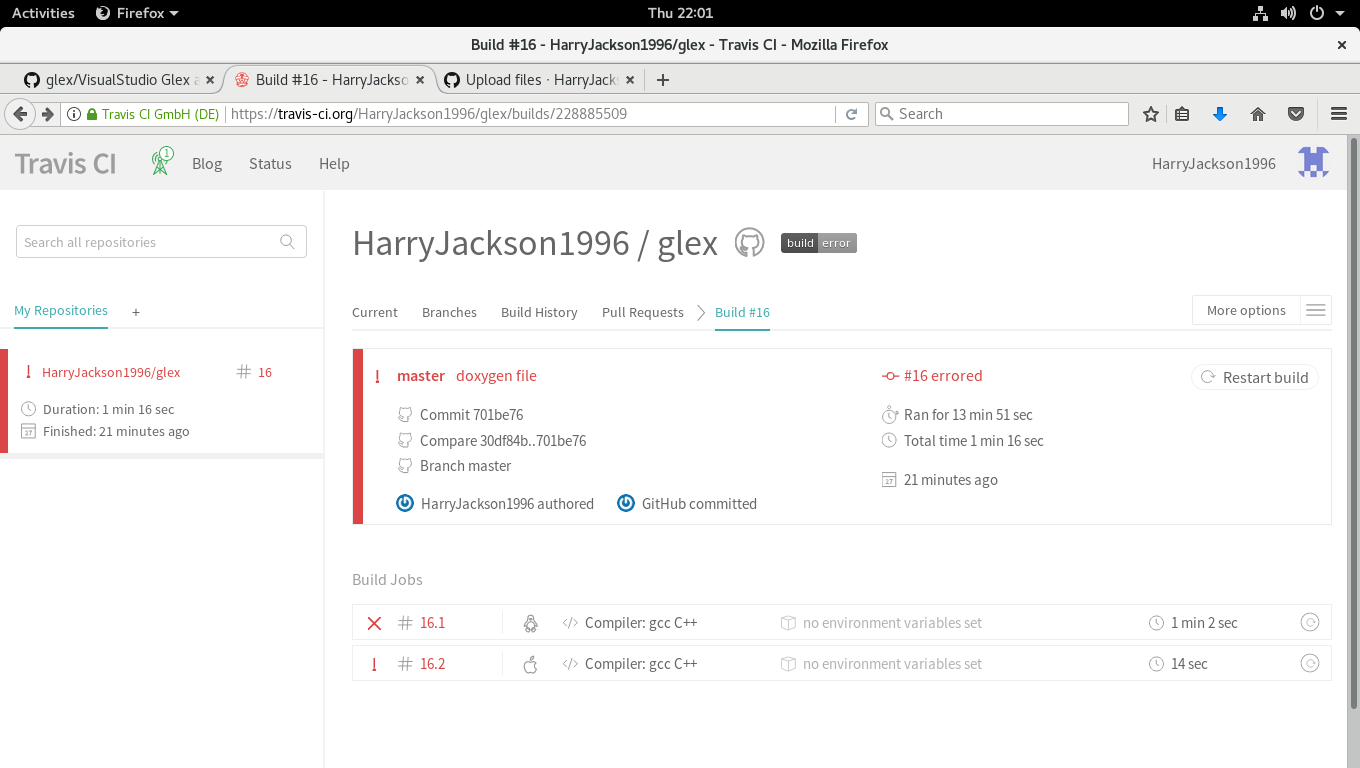 Activities Firefox Thu 22:01
Build #16 - HarryJackson1996/glex - Travis CI - Mozilla Firefox
glex/VisualStudio Glex a Build #16 - HarryJackso Upload files · HarryJack
Travis CI GmbH (DE) https://travis-ci.org/HarryJackson1996/glex/builds/228885509 Search
Travis CI 1 Blog Status Help HarryJackson1996
Search all repositories
HarryJackson1996 / glex build error
My Repositories +
Current Branches Build History Pull Requests Build #16 More options
HarryJackson1996/glex 16
Duration: 1 min 16 sec
Finished: 21 minutes ago
master doxygen file #16 errored Restart build
Commit 701be76 Ran for 13 min 51 sec
Compare 30df84b..701be76 Total time 1 min 16 sec
Branch master
21 minutes ago
HarryJackson1996 authored GitHub committed
Build Jobs
# 16.1 Compiler: gcc C++ no environment variables set 1 min 2 sec
# 16.2 Compiler: gcc C++ no environment variables set 14 sec